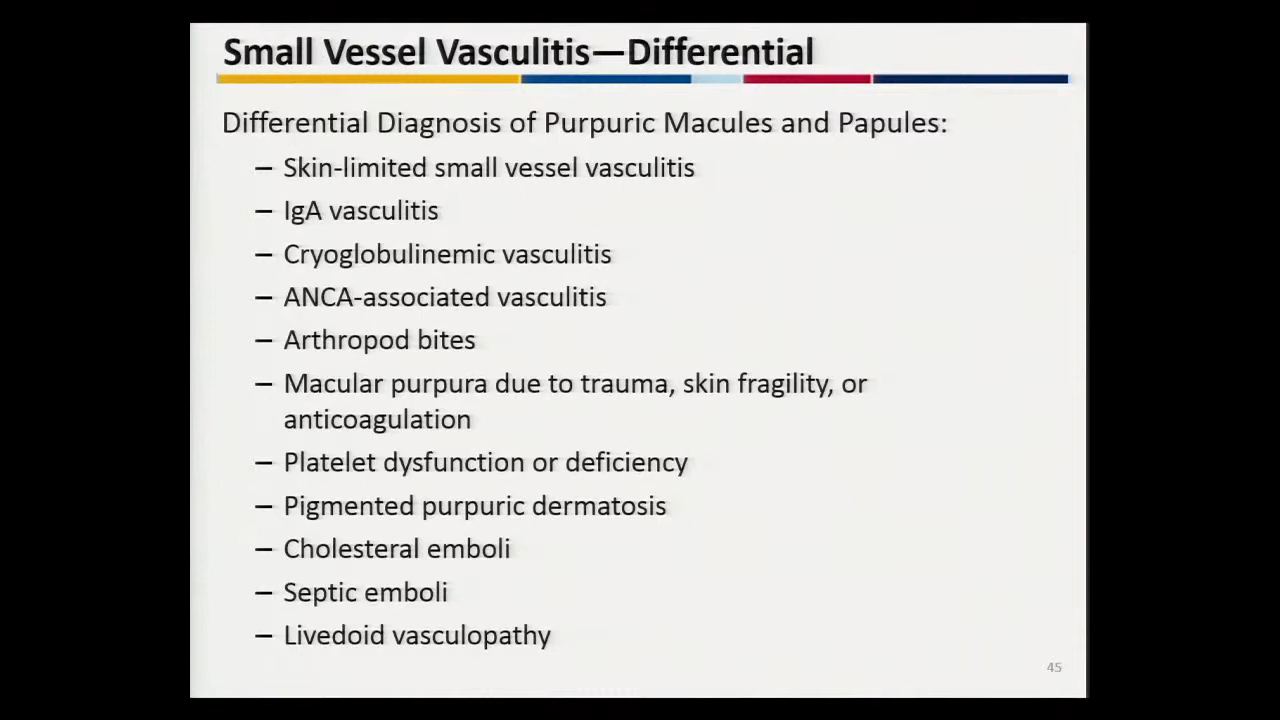 Small Vessel Vasculitis—Differential
Differential Diagnosis of Purpuric Macules and Papules:
– Skin-limited small vessel vasculitis
– IgA vasculitis
– Cryoglobulinemic vasculitis
– ANCA-associated vasculitis
– Arthropod bites
– Macular purpura due to trauma, skin fragility, or
anticoagulation
– Platelet dysfunction or deficiency
– Pigmented purpuric dermatosis
– Cholesteral emboli
– Septic emboli
– Livedoid vasculopathy
45